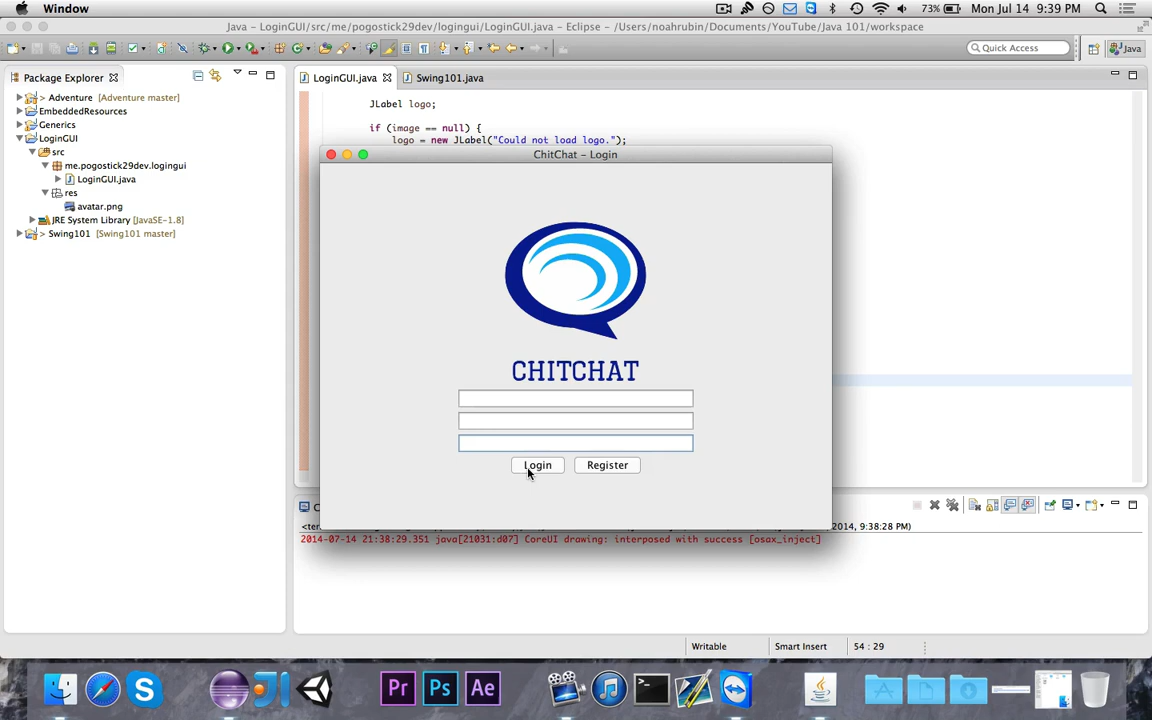 Window
73%
Mon Jul 14 9:39 PM
Java – LoginGUI/src/me/pogostick29dev/logingui/LoginGUI.java – Eclipse – /Users/noahrubin/Documents/YouTube/Java 101/workspace
Quick Access
Java
Package Explorer
LoginGUI.java
Swing101.java
> Adventure [Adventure master]
EmbeddedResources
Generics
LoginGUI
src
me.pogostick29dev.logingui
LoginGUI.java
res
avatar.png
JRE System Library [JavaSE-1.8]
> Swing101 [Swing101 master]
JLabel logo;
if (image == null) {
logo = new JLabel("Could not load logo.");
ChitChat – Login
CHITCHAT
Login
Register
C
<ter
2014, 9:38:28 PM)
2014-07-14 21:38:29.351 java[21031:d07] CoreUI drawing: interposed with success [osax_inject]
Writable
Smart Insert
54 : 29
Pr
Ps
Ae